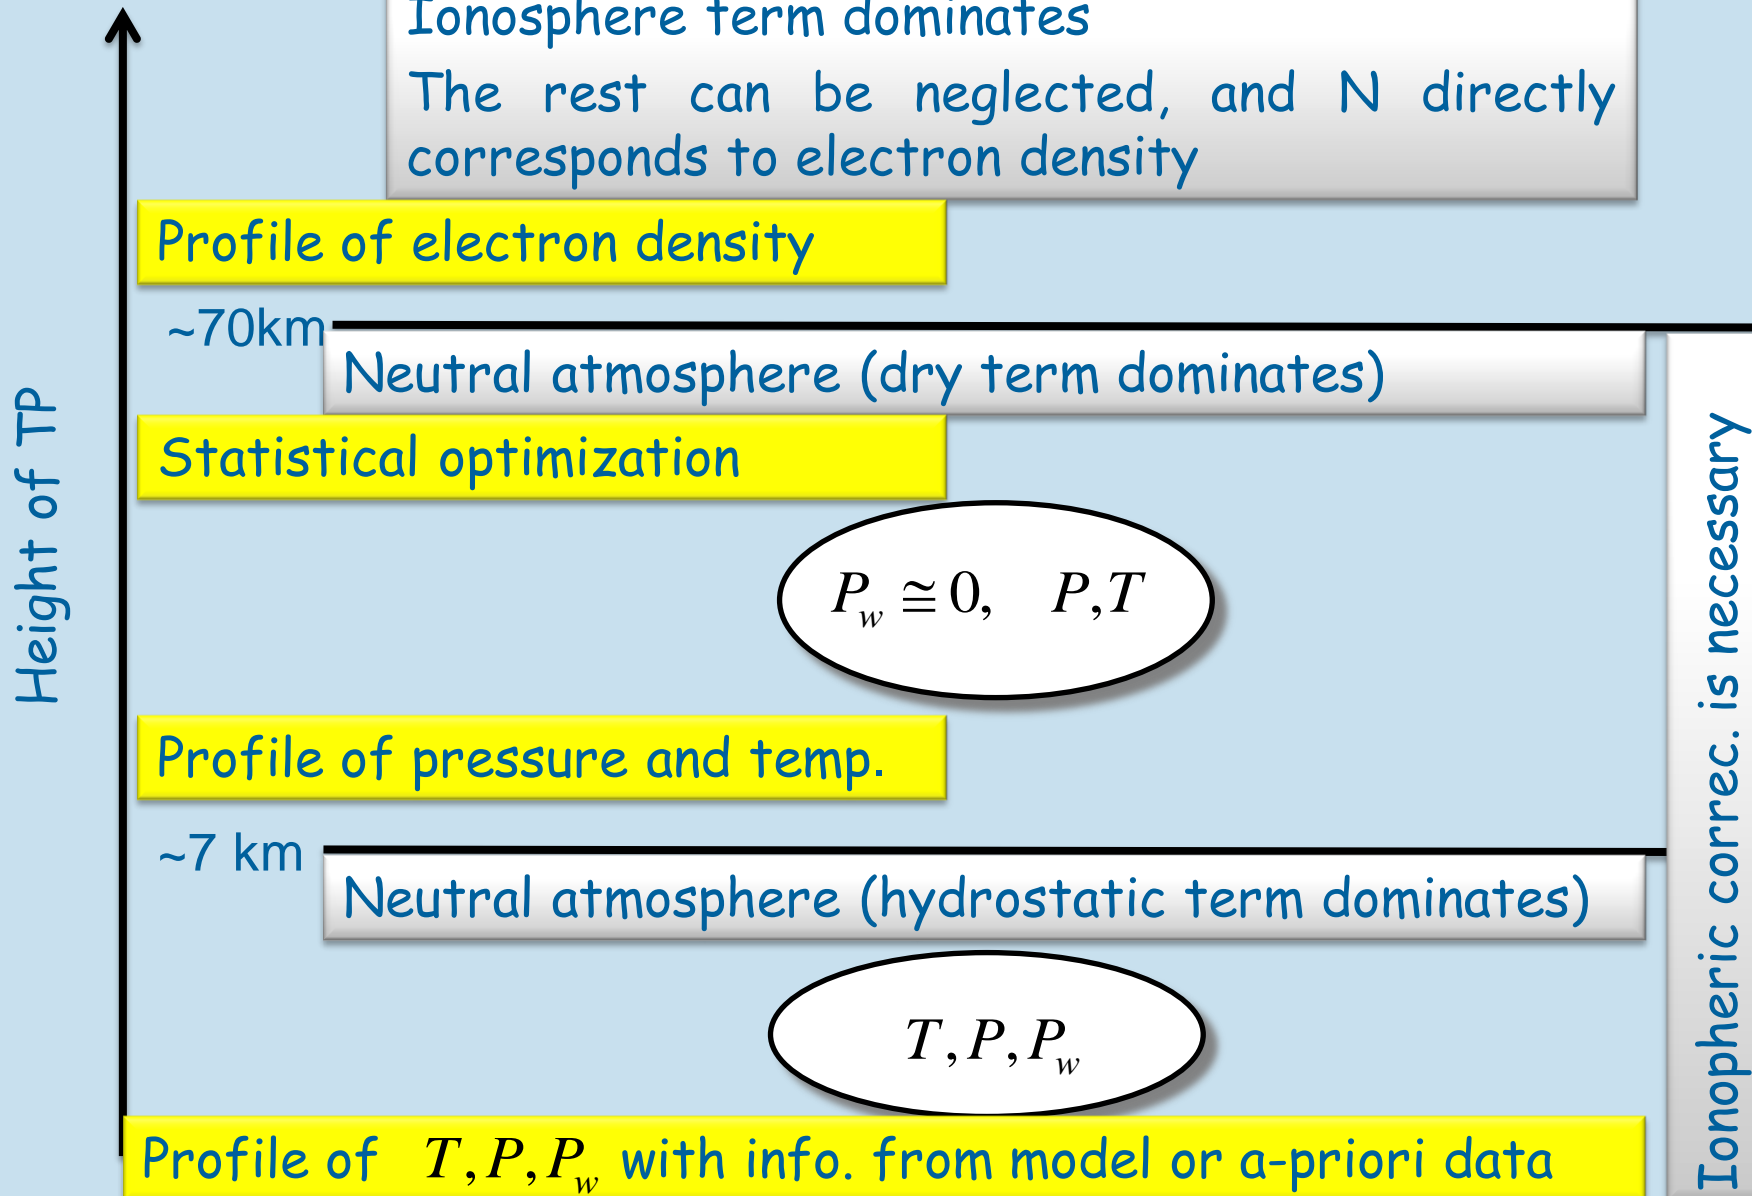 Ionosphere term dominates
The rest can be neglected, and N directly
corresponds to electron density
Profile of electron density
~70km
Neutral atmosphere (dry term dominates)
Statistical optimization
P_w ≅ 0, P,T
Profile of pressure and temp.
~7 km
Neutral atmosphere (hydrostatic term dominates)
T,P,P_w
Profile of T,P,P_w with info. from model or a-priori data
Height of TP
Ionopheric correc. is necessary